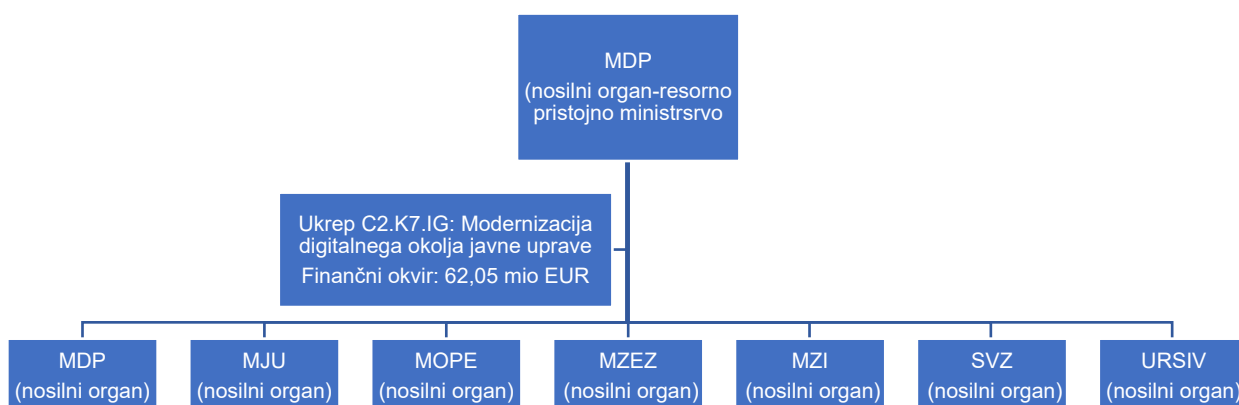 MDP
(nosilni organ-resorno
pristojno ministrsrvo
Ukrep C2.K7.IG: Modernizacija
digitalnega okolja javne uprave
Finančni okvir: 62,05 mio EUR
MDP
(nosilni organ)
MJU
(nosilni organ)
MOPE
(nosilni organ)
MZEZ
(nosilni organ)
MZI
(nosilni organ)
SVZ
(nosilni organ)
URSIV
(nosilni organ)